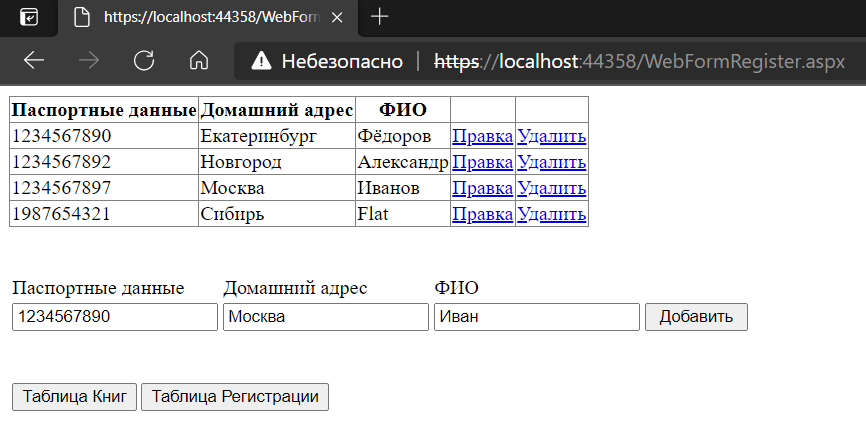 https://localhost:44358/WebForm
Небезопасно | https://localhost:44358/WebFormRegister.aspx
Паспортные данные Домашний адрес ФИО
1234567890 Екатеринбург Фёдоров Правка Удалить
1234567892 Новгород Александр Правка Удалить
1234567897 Москва Иванов Правка Удалить
1987654321 Сибирь Flat Правка Удалить
Паспортные данные Домашний адрес ФИО
1234567890 Москва Иван Добавить
Таблица Книг Таблица Регистрации